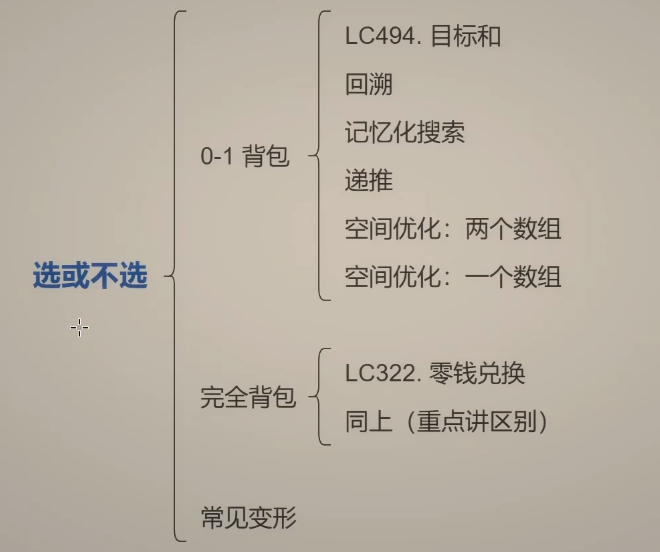 选或不选
0-1 背包
LC494. 目标和
回溯
记忆化搜索
递推
空间优化：两个数组
空间优化：一个数组
完全背包
LC322. 零钱兑换
同上（重点讲区别）
常见变形